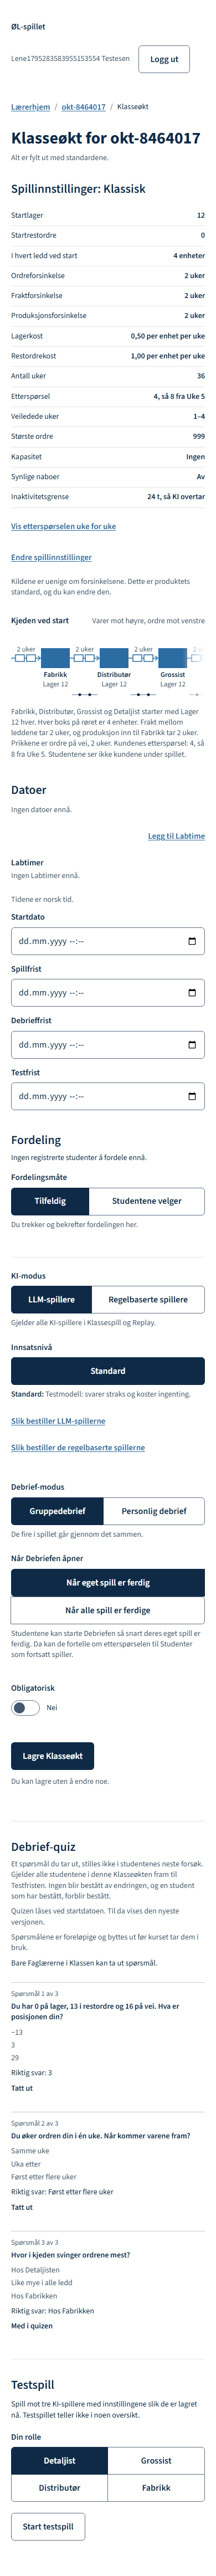 ØL-spillet
Lene1795283583955153554 Testesen
Logg ut
Lærerhjem / okt-8464017 / Klasseøkt
Klasseøkt for okt-8464017
Alt er fylt ut med standardene.
Spillinnstillinger: Klassisk
Startlager 12
Startrestordre 0
I hvert ledd ved start 4 enheter
Ordreforsinkelse 2 uker
Fraktforsinkelse 2 uker
Produksjonsforsinkelse 2 uker
Lagerkost 0,50 per enhet per uke
Restordrekost 1,00 per enhet per uke
Antall uker 36
Etterspørsel 4, så 8 fra Uke 5
Veiledede uker 1–4
Største ordre 999
Kapasitet Ingen
Synlige naboer Av
Inaktivitetsgrense 24 t, så KI overtar
Vis etterspørselen uke for uke
Endre spillinnstillinger
Kildene er uenige om forsinkelsene. Dette er produktets
standard, og du kan endre den.
Kjeden ved start Varer mot høyre, ordre mot venstre
2 uker 2 uker 2 uker
Fabrikk Distributør Grossist
Lager 12 Lager 12 Lager 12
Fabrikk, Distributør, Grossist og Detaljist starter med Lager
12 hver. Hver boks på røret er 4 enheter. Frakt mellom
leddene tar 2 uker, og produksjon inn til Fabrikk tar 2 uker.
Prikkene er ordre på vei, 2 uker. Kundenes etterspørsel: 4, så
8 fra Uke 5. Studentene ser ikke kundene under spillet.
Datoer
Ingen datoer ennå.
Legg til Labtime
Labtimer
Ingen Labtimer ennå.
Tidene er norsk tid.
Startdato
dd.mm.yyyy --:--
Spillfrist
dd.mm.yyyy --:--
Debrieffrist
dd.mm.yyyy --:--
Testfrist
dd.mm.yyyy --:--
Fordeling
Ingen registrerte studenter å fordele ennå.
Fordelingsmåte
Tilfeldig Studentene velger
Du trekker og bekrefter fordelingen her.
KI-modus
LLM-spillere Regelbaserte spillere
Gjelder alle KI-spillere i Klassespill og Replay.
Innsatsnivå
Standard
Standard: Testmodell: svarer straks og koster ingenting.
Slik bestiller LLM-spillerne
Slik bestiller de regelbaserte spillerne
Debrief-modus
Gruppedebrief Personlig debrief
De fire i spillet går gjennom det sammen.
Når Debriefen åpner
Når eget spill er ferdig
Når alle spill er ferdige
Studentene kan starte Debriefen så snart deres eget spill er
ferdig. Da kan de fortelle om etterspørselen til Studenter
som fortsatt spiller.
Obligatorisk
Nei
Lagre Klasseøkt
Du kan lagre uten å endre noe.
Debrief-quiz
Et spørsmål du tar ut, stilles ikke i studentenes neste forsøk.
Gjelder alle studentene i denne Klasseøkten fram til
Testfristen. Ingen blir bestått av endringen, og en student
som har bestått, forblir bestått.
Quizen låses ved startdatoen. Til da vises den nyeste
versjonen.
Spørsmålene er foreløpige og byttes ut før kurset tar dem i
bruk.
Bare Faglærerne i Klassen kan ta ut spørsmål.
Spørsmål 1 av 3
Du har 0 på lager, 13 i restordre og 16 på vei. Hva er
posisjonen din?
−13
3
29
Riktig svar: 3
Tatt ut
Spørsmål 2 av 3
Du øker ordren din i én uke. Når kommer varene fram?
Samme uke
Uka etter
Først etter flere uker
Riktig svar: Først etter flere uker
Tatt ut
Spørsmål 3 av 3
Hvor i kjeden svinger ordrene mest?
Hos Detaljisten
Like mye i alle ledd
Hos Fabrikken
Riktig svar: Hos Fabrikken
Med i quizen
Testspill
Spill mot tre KI-spillere med innstillingene slik de er lagret
nå. Testspillet teller ikke i noen oversikt.
Din rolle
Detaljist Grossist
Distributør Fabrikk
Start testspill